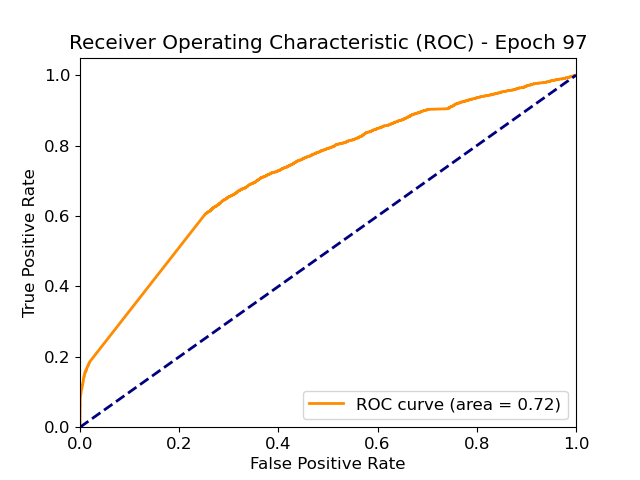 Receiver Operating Characteristic (ROC) - Epoch 97
1.0
0.8
0.6
0.4
0.2
0.0
True Positive Rate
ROC curve (area = 0.72)
0.0 0.2 0.4 0.6 0.8 1.0
False Positive Rate